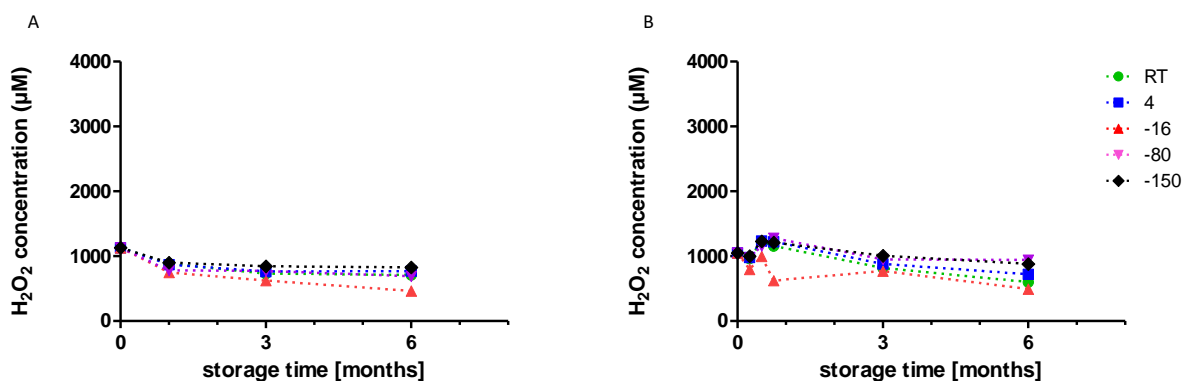 A
H₂O₂ concentration (µM)
4000
3000
2000
1000
0
0 3 6
storage time [months]
B
H₂O₂ concentration (µM)
4000
3000
2000
1000
0
0 3 6
storage time [months]
RT
4
-16
-80
-150